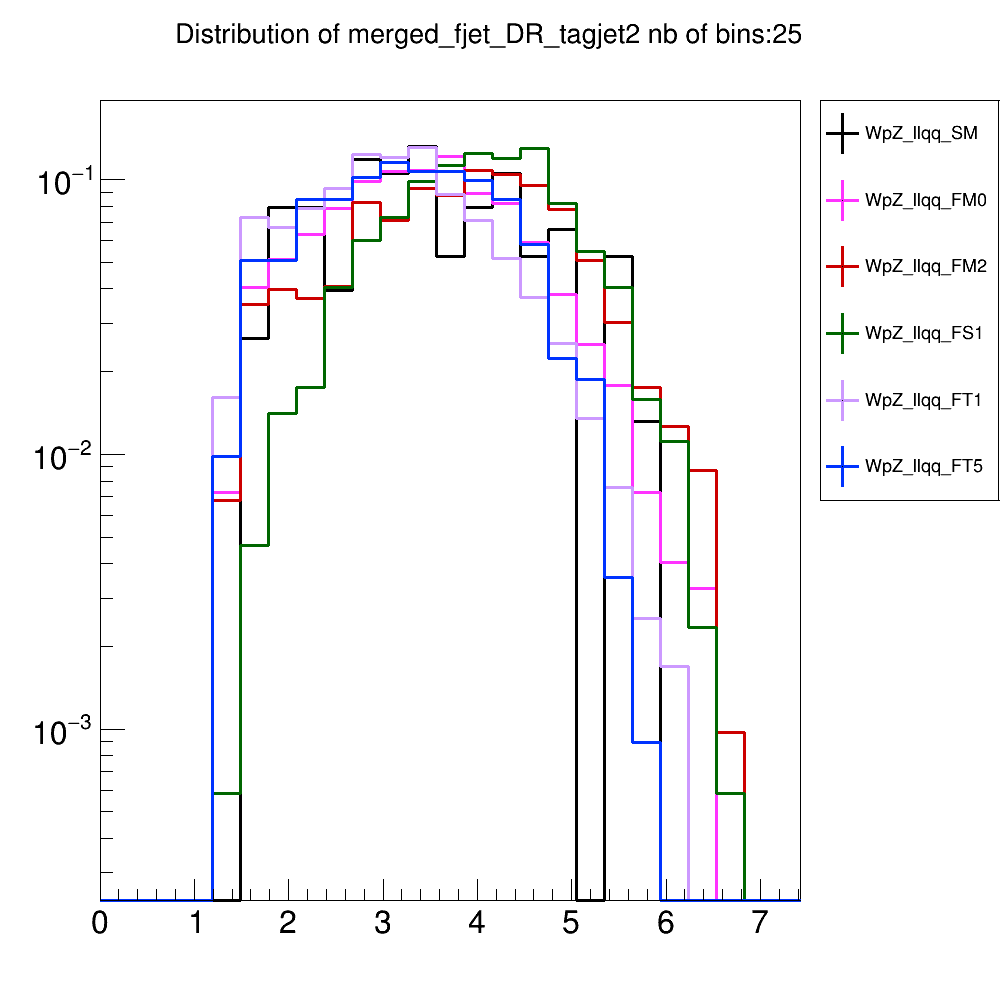 Distribution of merged_fjet_DR_tagjet2 nb of bins:25
10⁻¹
10⁻²
10⁻³
0 1 2 3 4 5 6 7
WpZ_llqq_SM
WpZ_llqq_FM0
WpZ_llqq_FM2
WpZ_llqq_FS1
WpZ_llqq_FT1
WpZ_llqq_FT5